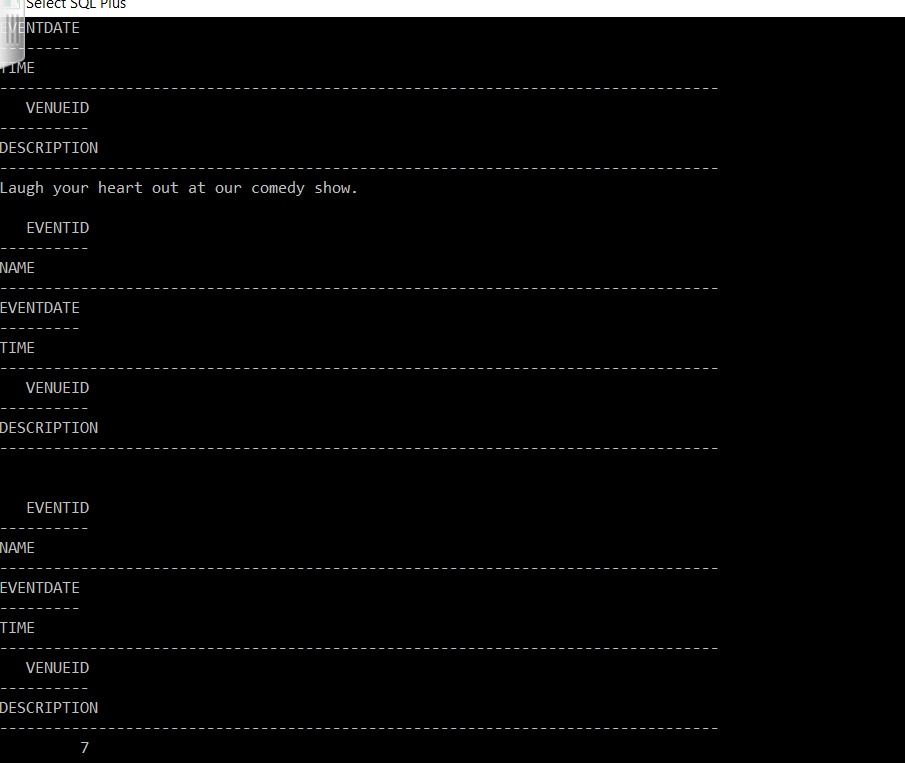 Select SQL Plus
EVENTDATE
---------
TIME
--------------------------------------------------------------------------------
VENUEID
----------
DESCRIPTION
--------------------------------------------------------------------------------
Laugh your heart out at our comedy show.
EVENTID
----------
NAME
--------------------------------------------------------------------------------
EVENTDATE
---------
TIME
--------------------------------------------------------------------------------
VENUEID
----------
DESCRIPTION
--------------------------------------------------------------------------------
EVENTID
----------
NAME
--------------------------------------------------------------------------------
EVENTDATE
---------
TIME
--------------------------------------------------------------------------------
VENUEID
----------
DESCRIPTION
--------------------------------------------------------------------------------
7